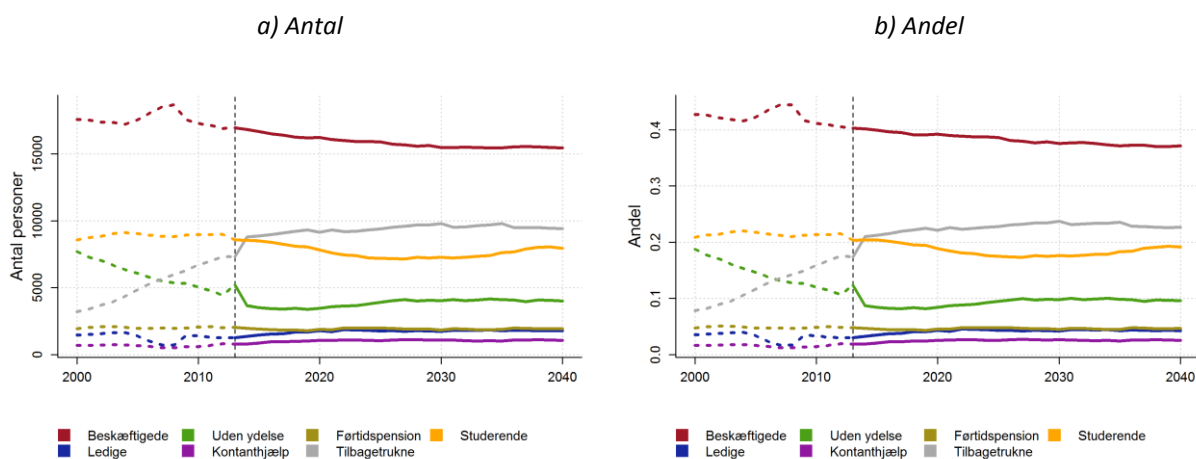 a) Antal
b) Andel
Antal personer
0
5000
10000
15000
2000
2010
2020
2030
2040
Beskæftigede
Uden ydelse
Førtidspension
Studerende
Ledige
Kontanthjælp
Tilbagetrukne
Andel
0.0
0.1
0.2
0.3
0.4
2000
2010
2020
2030
2040
Beskæftigede
Uden ydelse
Førtidspension
Studerende
Ledige
Kontanthjælp
Tilbagetrukne